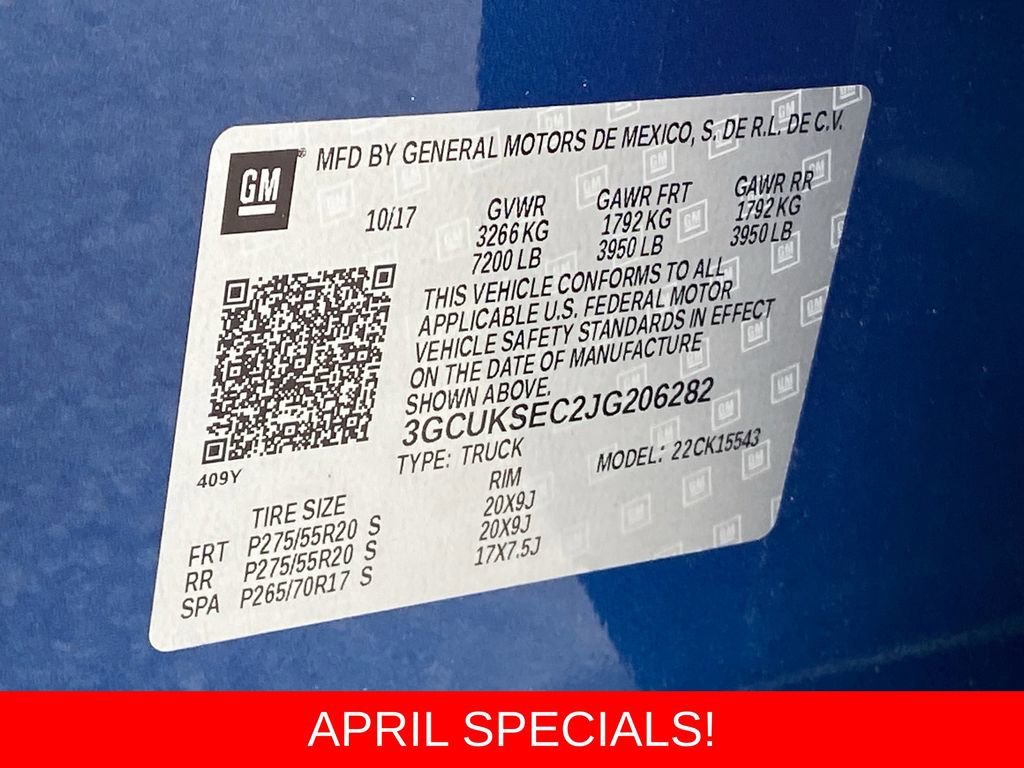 GM
MFD BY GENERAL MOTORS DE MEXICO, S. DE R.L. DE C.V.
10/17
GVWR GAWR FRT GAWR RR
3266 KG 1792 KG 1792 KG
7200 LB 3950 LB 3950 LB
THIS VEHICLE CONFORMS TO ALL
APPLICABLE U.S. FEDERAL MOTOR
VEHICLE SAFETY STANDARDS IN EFFECT
ON THE DATE OF MANUFACTURE
SHOWN ABOVE.
3GCUKSEC2JG206282
TYPE: TRUCK MODEL: 22CK15543
409Y
TIRE SIZE RIM
FRT P275/55R20 S 20X9J
RR P275/55R20 S 20X9J
SPA P265/70R17 S 17X7.5J
APRIL SPECIALS!